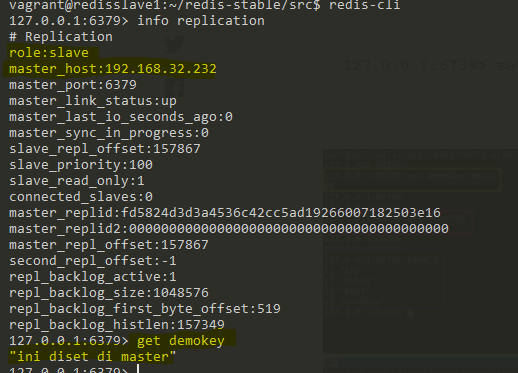 vagrant@redisslave1:~/redis-stable/src$ redis-cli
127.0.0.1:6379> info replication
# Replication
role:slave
master_host:192.168.32.232
master_port:6379
master_link_status:up
master_last_io_seconds_ago:0
master_sync_in_progress:0
slave_repl_offset:157867
slave_priority:100
slave_read_only:1
connected_slaves:0
master_replid:fd5824d3d3a4536c42cc5ad19266007182503e16
master_replid2:0000000000000000000000000000000000000000
master_repl_offset:157867
second_repl_offset:-1
repl_backlog_active:1
repl_backlog_size:1048576
repl_backlog_first_byte_offset:519
repl_backlog_histlen:157349
127.0.0.1:6379> get demokey
"ini diset di master"
127.0.0.1:6379>